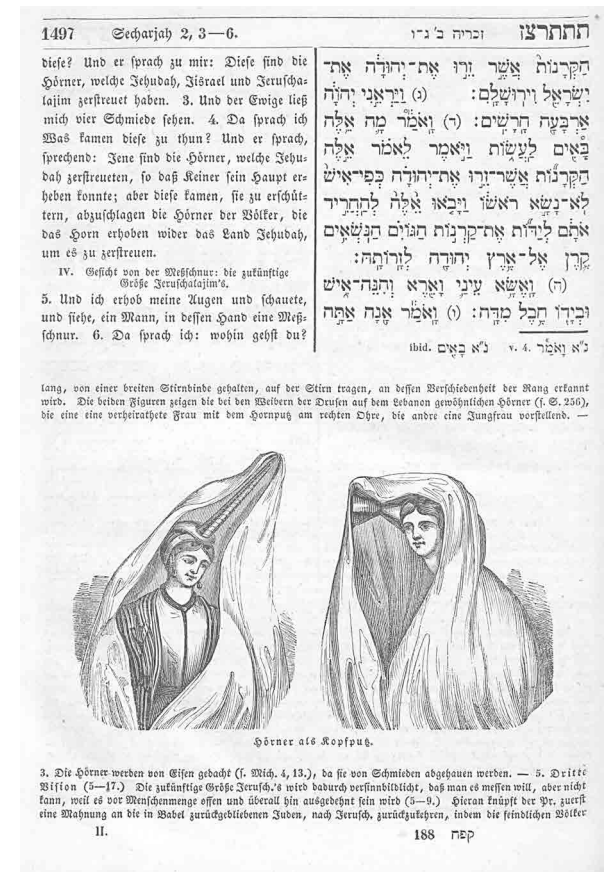 1497 Secharjah 2, 3—6. זכריה ב׳ ג–ו תתתרצז
diese? Und er sprach zu mir: Diese sind die
Hörner, welche Jehudah, Jisrael und Jeruscha-
lajim zerstreuet haben. 3. Und der Ewige ließ
mich vier Schmiede sehen. 4. Da sprach ich
Was kamen diese zu thun? Und er sprach,
sprechend: Jene sind die Hörner, welche Jehu-
dah zerstreueten, so daß Keiner sein Haupt er-
heben konnte; aber diese kamen, sie zu erschüt-
tern, abzuschlagen die Hörner der Völker, die
das Horn erhoben wider das Land Jehudah,
um es zu zerstreuen.
IV. Gesicht von der Meßschnur: die zukünftige
Größe Jeruschalajim's.
5. Und ich erhob meine Augen und schauete,
und siehe, ein Mann, in dessen Hand eine Meß-
schnur. 6. Da sprach ich: wohin gehst du?
הַקְּרָנוֹת אֲשֶׁר זֵרוּ אֶת־יְהוּדָה אֶת־
יִשְׂרָאֵל וִירוּשָׁלָ͏ִם: (ג) וַיַּרְאֵנִי יְהוָֹה
אַרְבָּעָה חָרָשִׁים: (ד) וָאֹמַר מָה אֵלֶּה
בָאִים לַעֲשׂוֹת וַיֹּאמֶר לֵאמֹר אֵלֶּה
הַקְּרָנוֹת אֲשֶׁר־זֵרוּ אֶת־יְהוּדָה כְּפִי־אִישׁ
לֹא־נָשָׂא רֹאשׁוֹ וַיָּבֹאוּ אֵלֶּה לְהַחֲרִיד
אֹתָם לְיַדּוֹת אֶת־קַרְנוֹת הַגּוֹיִם הַנֹּשְׂאִים
קֶרֶן אֶל־אֶרֶץ יְהוּדָה לְזָרוֹתָהּ:
(ה) וָאֶשָּׂא עֵינַי וָאֵרֶא וְהִנֵּה־אִישׁ
וּבְיָדוֹ חֶבֶל מִדָּה: (ו) וָאֹמַר אָנָה אַתָּה
v. 4. נ״א וָאֹמַר ibid. נ״א בָּאִים
lang, von einer breiten Stirnbinde gehalten, auf der Stirn tragen, an dessen Verschiedenheit der Rang erkannt
wird. Die beiden Figuren zeigen die bei den Weibern der Drusen auf dem Lebanon gewöhnlichen Hörner (s. S. 256),
die eine eine verheirathete Frau mit dem Hornputz am rechten Ohre, die andre eine Jungfrau vorstellend. —
Hörner als Kopfputz.
3. Die Hörner werden von Eisen gedacht (s. Mich. 4, 13.), da sie von Schmieden abgehauen werden. — 5. Dritte
Vision (5—17.) Die zukünftige Größe Jerusch.'s wird dadurch versinnbildlicht, daß man es messen will, aber nicht
kann, weil es vor Menschenmenge offen und überall hin ausgedehnt sein wird (5—9.) Hieran knüpft der Pr. zuerst
eine Mahnung an die in Babel zurückgebliebenen Juden, nach Jerusch. zurückzukehren, indem die feindlichen Völker
II. 188 קפח